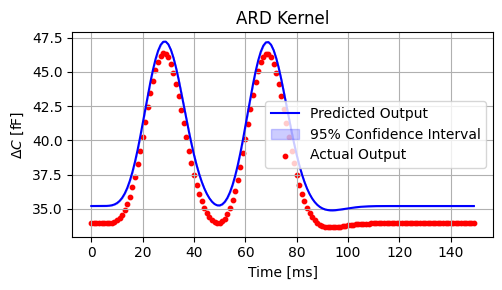 ARD Kernel
47.5
45.0
42.5
40.0
37.5
35.0
ΔC [fF]
Predicted Output
95% Confidence Interval
Actual Output
0 20 40 60 80 100 120 140
Time [ms]